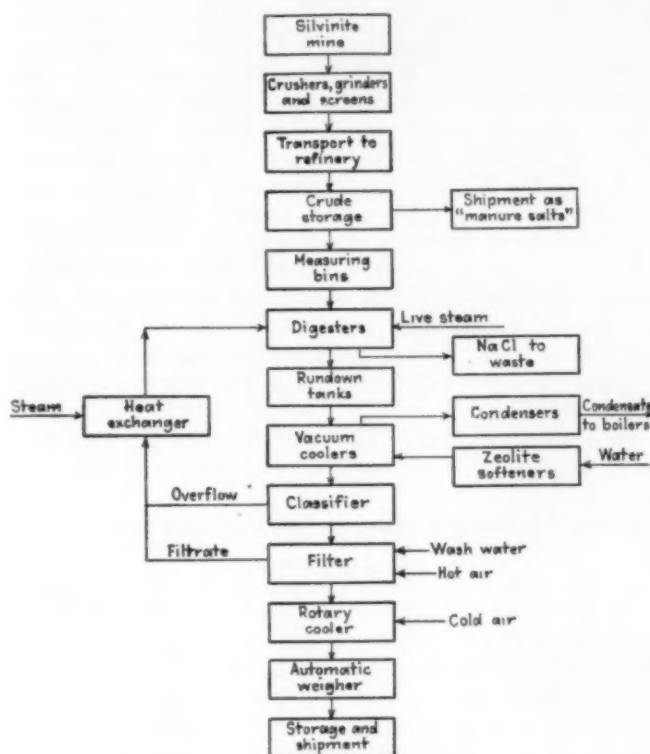 Silvinite
mine
Crushers, grinders
and screens
Transport to
refinery
Crude
storage
Shipment as
"manure salts"
Measuring
bins
Live steam
Digesters
NaCl to
waste
Rundown
tanks
Steam
Heat
exchanger
Condensers
Condensate
to boilers
Vacuum
coolers
Zeolite
softeners
Water
Overflow
Classifier
Filtrate
Filter
Wash water
Hot air
Rotary
cooler
Cold air
Automatic
weigher
Storage and
shipment